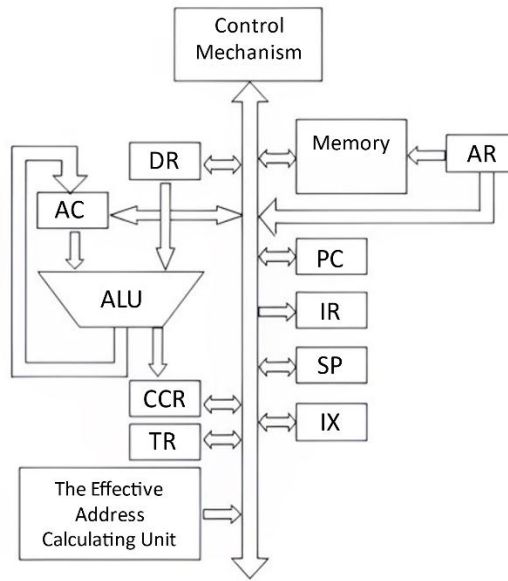 Control
Mechanism
DR
Memory
AR
AC
PC
ALU
IR
SP
CCR
IX
TR
The Effective
Address
Calculating Unit